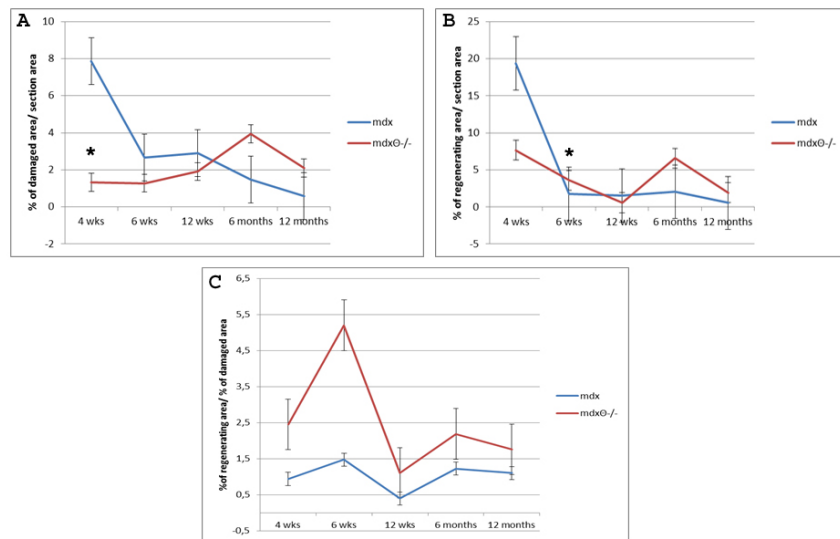 A
% of damaged area/ section area
10
8
6
4
2
0
-2
*
4 wks
6 wks
12 wks
6 months
12 months
mdx
mdxΘ-/-
B
% of regenerating area/ section area
25
20
15
10
5
0
-5
*
4 wks
6 wks
12 wks
6 months
12 months
mdx
mdxΘ-/-
C
%of regenerating area/ % of damaged area
6,5
5,5
4,5
3,5
2,5
1,5
0,5
-0,5
4 wks
6 wks
12 wks
6 months
12 months
mdx
mdxΘ-/-